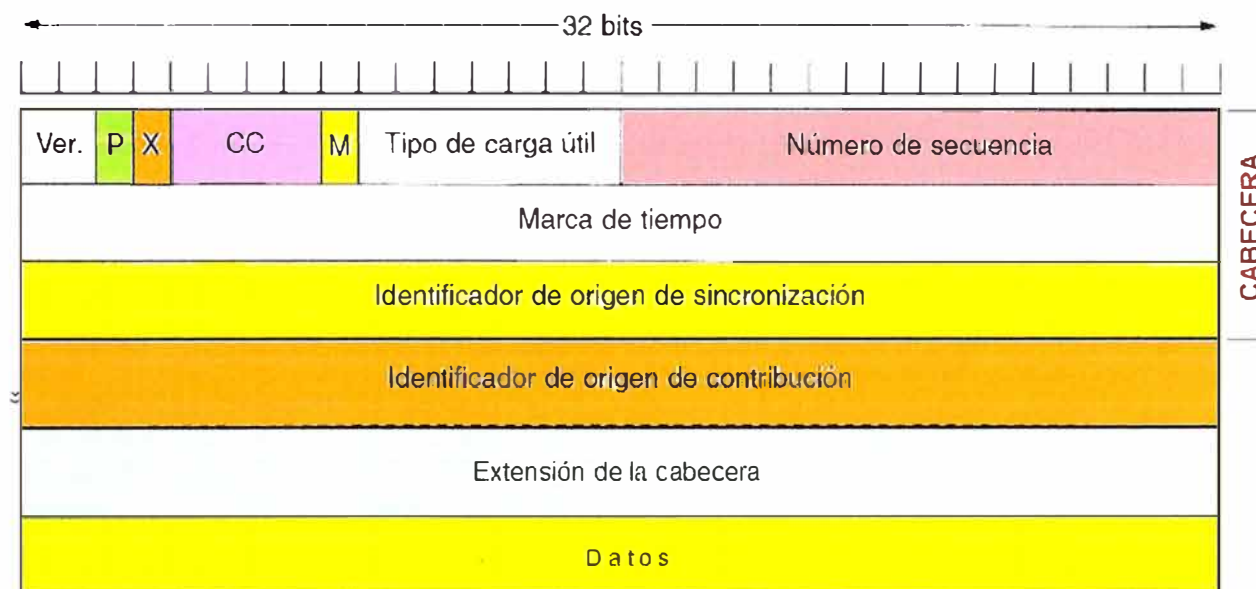 32 bits
Ver. P X CC M Tipo de carga útil Número de secuencia
Marca de tiempo
Identificador de origen de sincronización
Identificador de origen de contribución
Extensión de la cabecera
Datos
CABECERA